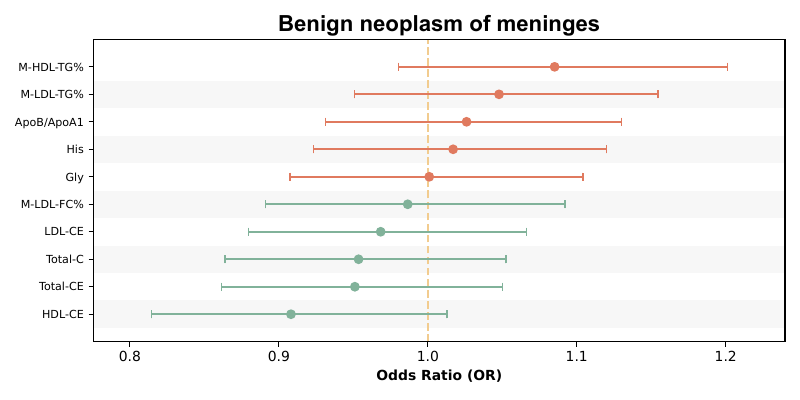 Benign neoplasm of meninges
M-HDL-TG%
M-LDL-TG%
ApoB/ApoA1
His
Gly
M-LDL-FC%
LDL-CE
Total-C
Total-CE
HDL-CE
0.8 0.9 1.0 1.1 1.2
Odds Ratio (OR)